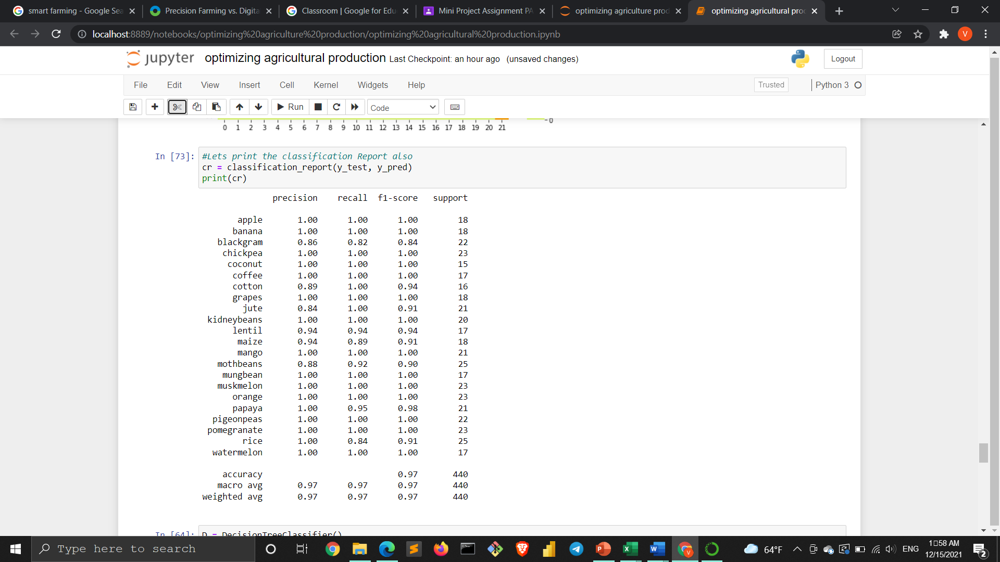 smart farming - Google Sea
Precision Farming vs. Digita
Classroom | Google for Edu
Mini Project Assignment PA
optimizing agriculture prod
optimizing agricultural proc
localhost:8889/notebooks/optimizing%20agriculture%20production/optimizing%20agricultural%20production.ipynb
V
jupyter optimizing agricultural production Last Checkpoint: an hour ago (unsaved changes)
Logout
File Edit View Insert Cell Kernel Widgets Help
Trusted
Python 3
Run
Code
0 1 2 3 4 5 6 7 8 9 10 11 12 13 14 15 16 17 18 19 20 21
-0
In [73]: #Lets print the classification Report also
cr = classification_report(y_test, y_pred)
print(cr)
precision recall f1-score support
apple 1.00 1.00 1.00 18
banana 1.00 1.00 1.00 18
blackgram 0.86 0.82 0.84 22
chickpea 1.00 1.00 1.00 23
coconut 1.00 1.00 1.00 15
coffee 1.00 1.00 1.00 17
cotton 0.89 1.00 0.94 16
grapes 1.00 1.00 1.00 18
jute 0.84 1.00 0.91 21
kidneybeans 1.00 1.00 1.00 20
lentil 0.94 0.94 0.94 17
maize 0.94 0.89 0.91 18
mango 1.00 1.00 1.00 21
mothbeans 0.88 0.92 0.90 25
mungbean 1.00 1.00 1.00 17
muskmelon 1.00 1.00 1.00 23
orange 1.00 1.00 1.00 23
papaya 1.00 0.95 0.98 21
pigeonpeas 1.00 1.00 1.00 22
pomegranate 1.00 1.00 1.00 23
rice 1.00 0.84 0.91 25
watermelon 1.00 1.00 1.00 17
accuracy 0.97 440
macro avg 0.97 0.97 0.97 440
weighted avg 0.97 0.97 0.97 440
In [64]: D = DecisionTreeClassifier()
Type here to search
64°F
ENG
1▯58 AM
12/15/2021
2